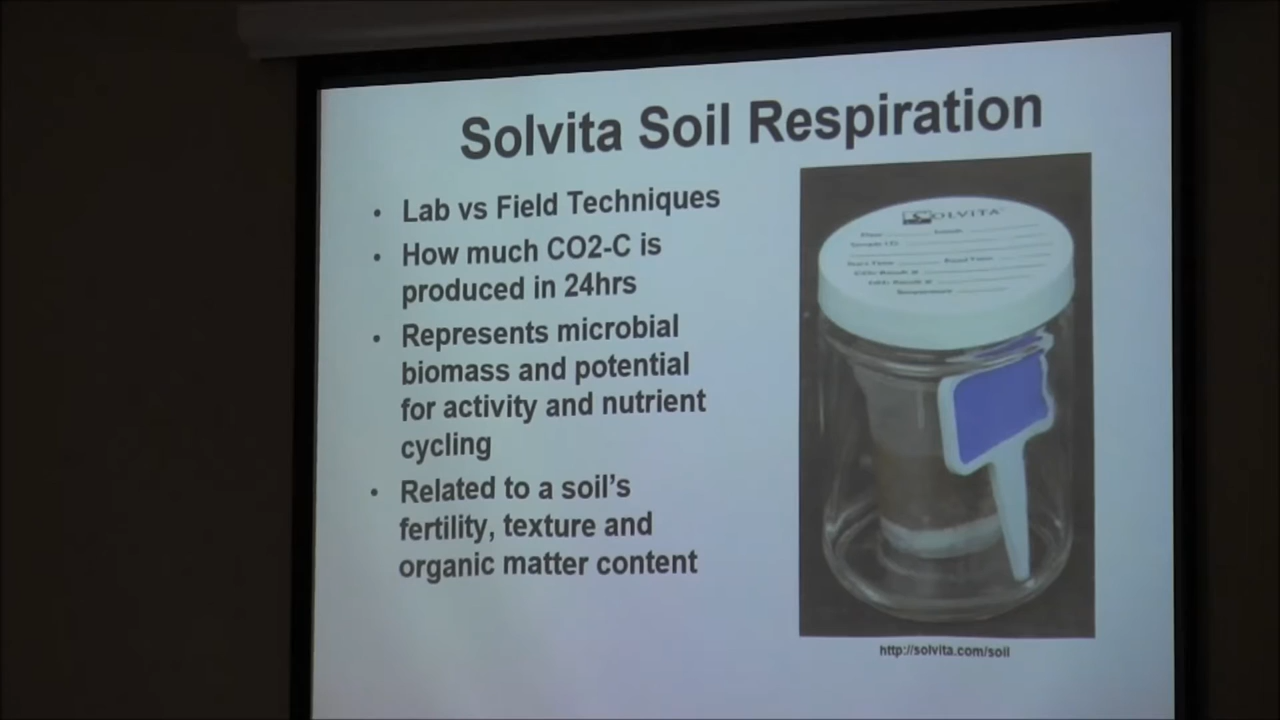 Solvita Soil Respiration
• Lab vs Field Techniques
• How much CO2-C is
produced in 24hrs
• Represents microbial
biomass and potential
for activity and nutrient
cycling
• Related to a soil's
fertility, texture and
organic matter content
SOLVITA
http://solvita.com/soil